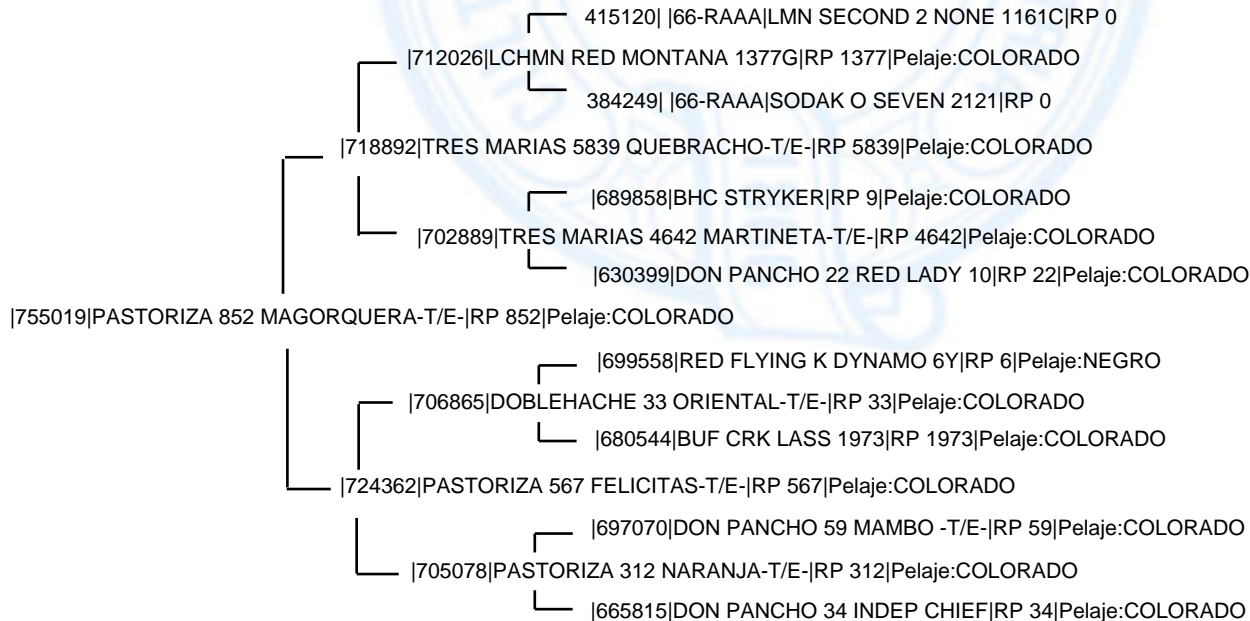 415120| |66-RAAA|LMN SECOND 2 NONE 1161C|RP 0
|712026|LCHMN RED MONTANA 1377G|RP 1377|Pelaje:COLORADO
384249| |66-RAAA|SODAK O SEVEN 2121|RP 0
|718892|TRES MARIAS 5839 QUEBRACHO-T/E-|RP 5839|Pelaje:COLORADO
|689858|BHC STRYKER|RP 9|Pelaje:COLORADO
|702889|TRES MARIAS 4642 MARTINETA-T/E-|RP 4642|Pelaje:COLORADO
|630399|DON PANCHO 22 RED LADY 10|RP 22|Pelaje:COLORADO
|755019|PASTORIZA 852 MAGORQUERA-T/E-|RP 852|Pelaje:COLORADO
|699558|RED FLYING K DYNAMO 6Y|RP 6|Pelaje:NEGRO
|706865|DOBLEHACHE 33 ORIENTAL-T/E-|RP 33|Pelaje:COLORADO
|680544|BUF CRK LASS 1973|RP 1973|Pelaje:COLORADO
|724362|PASTORIZA 567 FELICITAS-T/E-|RP 567|Pelaje:COLORADO
|697070|DON PANCHO 59 MAMBO -T/E-|RP 59|Pelaje:COLORADO
|705078|PASTORIZA 312 NARANJA-T/E-|RP 312|Pelaje:COLORADO
|665815|DON PANCHO 34 INDEP CHIEF|RP 34|Pelaje:COLORADO